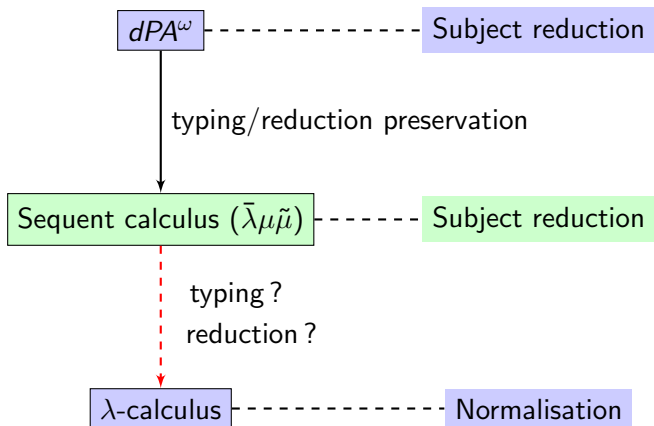 dPA^ω
Subject reduction
typing/reduction preservation
Sequent calculus (λ̄μμ̃)
Subject reduction
typing ?
reduction ?
λ-calculus
Normalisation